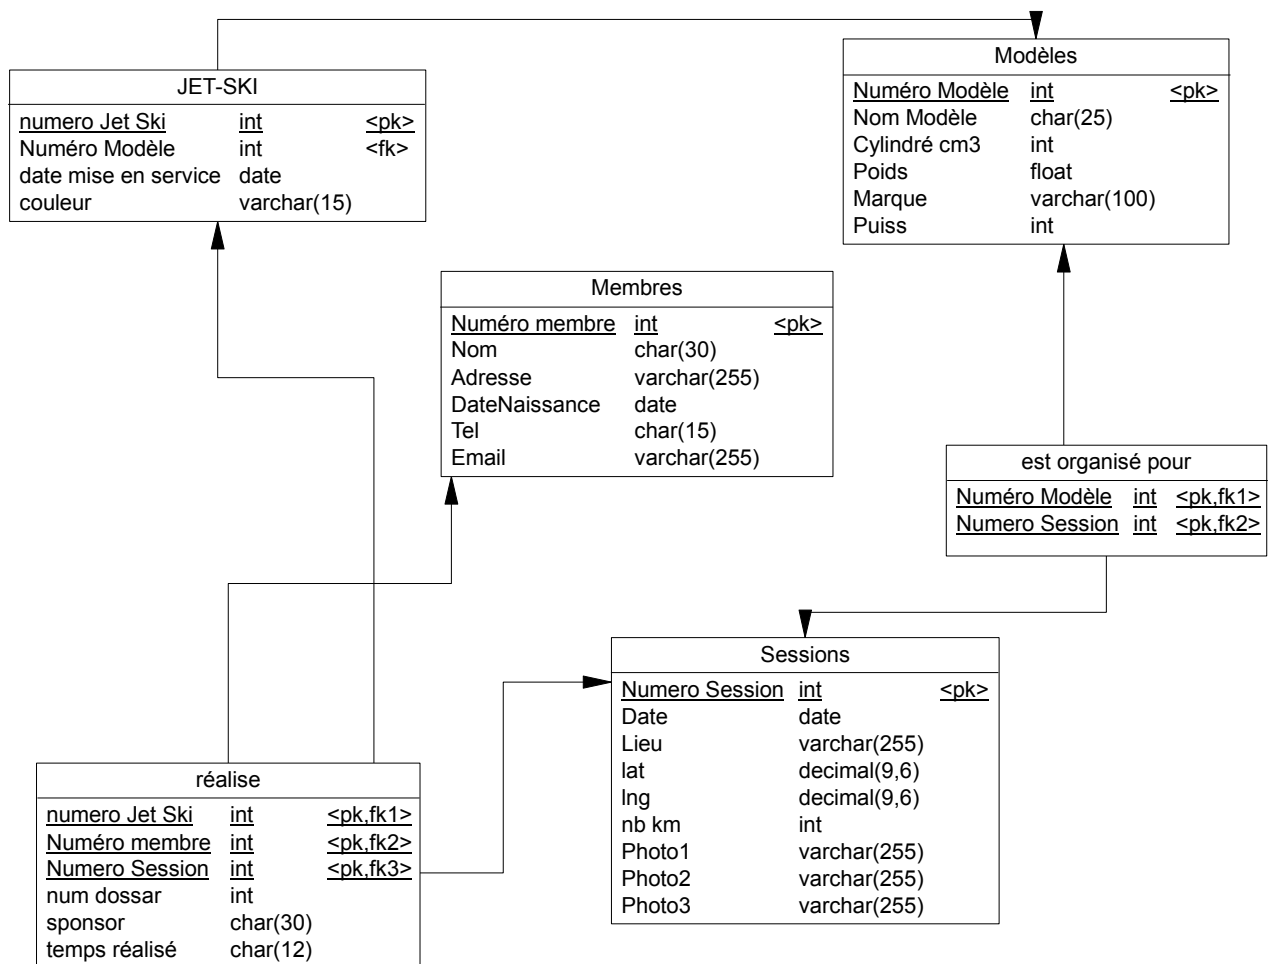 JET-SKI
numero Jet Ski int <pk>
Numéro Modèle int <fk>
date mise en service date
couleur varchar(15)
Modèles
Numéro Modèle int <pk>
Nom Modèle char(25)
Cylindré cm3 int
Poids float
Marque varchar(100)
Puiss int
Membres
Numéro membre int <pk>
Nom char(30)
Adresse varchar(255)
DateNaissance date
Tel char(15)
Email varchar(255)
est organisé pour
Numéro Modèle int <pk,fk1>
Numero Session int <pk,fk2>
Sessions
Numero Session int <pk>
Date date
Lieu varchar(255)
lat decimal(9,6)
lng decimal(9,6)
nb km int
Photo1 varchar(255)
Photo2 varchar(255)
Photo3 varchar(255)
réalise
numero Jet Ski int <pk,fk1>
Numéro membre int <pk,fk2>
Numero Session int <pk,fk3>
num dossar int
sponsor char(30)
temps réalisé char(12)